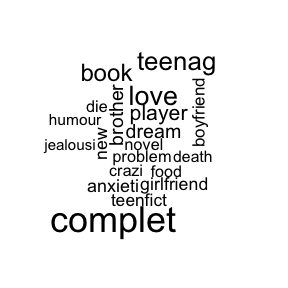 teenag
book
boyfriend
love
die
brother
player
humour
new
dream
jealousi
novel
problem
death
crazi
food
anxieti
girlfriend
teenfict
complet